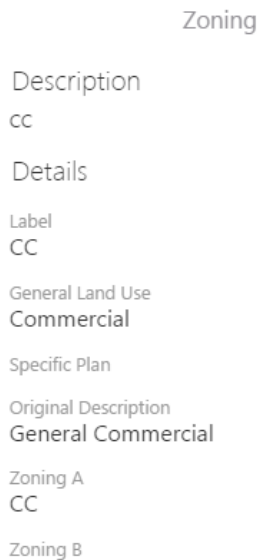 Zoning
Description
cc
Details
Label
CC
General Land Use
Commercial
Specific Plan
Original Description
General Commercial
Zoning A
CC
Zoning B